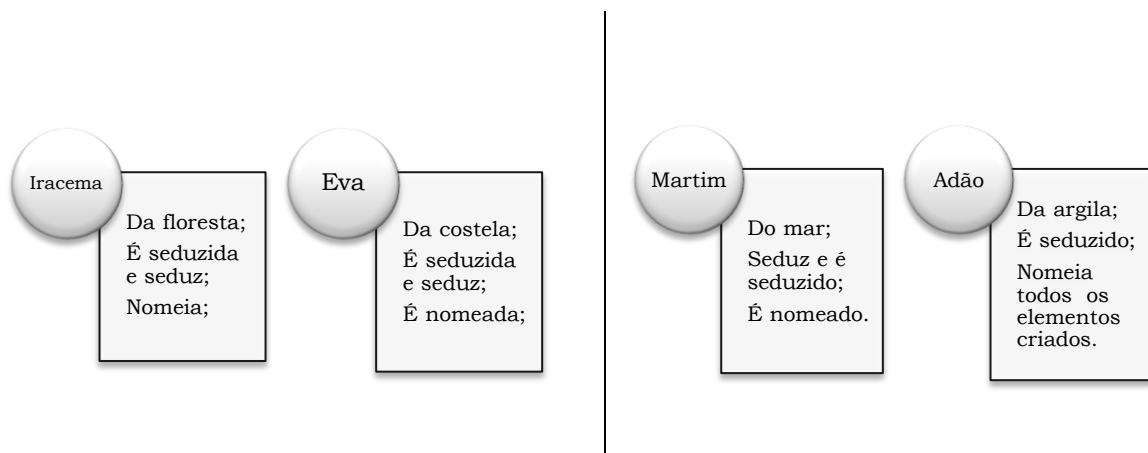 Iracema
Da floresta;
É seduzida
e seduz;
Nomeia;
Eva
Da costela;
É seduzida
e seduz;
É nomeada;
Martim
Do mar;
Seduz e é
seduzido;
É nomeado.
Adão
Da argila;
É seduzido;
Nomeia
todos os
elementos
criados.